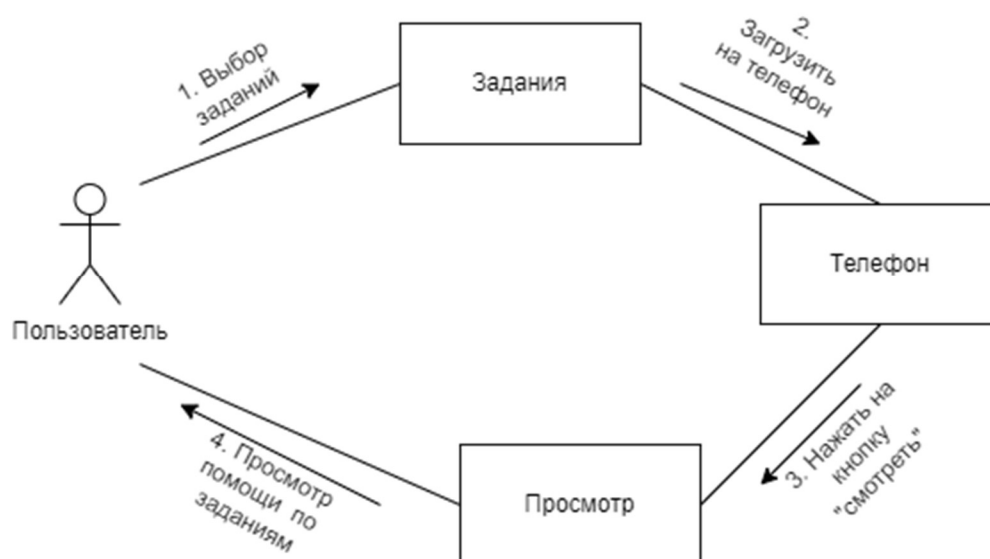 1. Выбор
заданий
Задания
2.
Загрузить
на телефон
Пользователь
Телефон
3. Нажать на
кнопку
"смотреть"
Просмотр
4. Просмотр
помощи по
заданиям